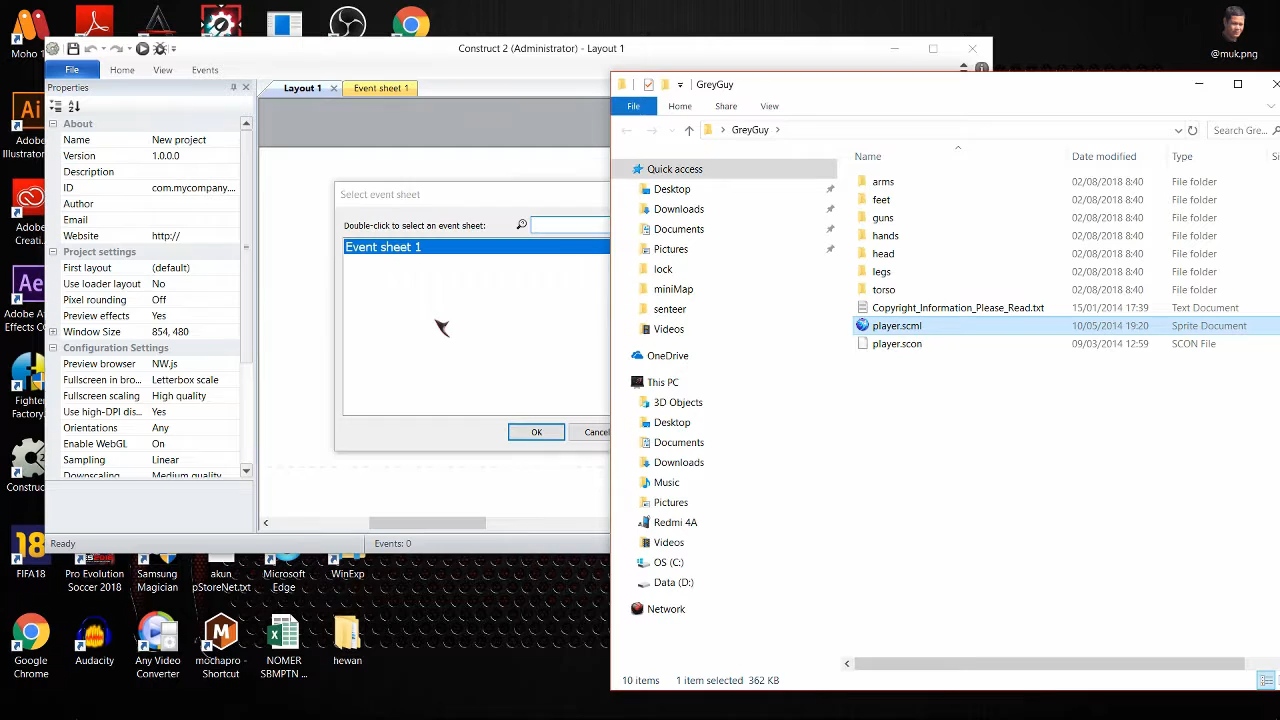 Moho 1...
@muk.png
Construct 2 (Administrator) - Layout 1
File
Home
View
Events
Properties
Layout 1
Event sheet 1
About
Name New project
Version 1.0.0.0
Description
ID com.mycompany,...
Author
Email
Website http://
Project settings
First layout (default)
Use loader layout No
Pixel rounding Off
Preview effects Yes
Window Size 854, 480
Configuration Settings
Preview browser NW.js
Fullscreen in bro... Letterbox scale
Fullscreen scaling High quality
Use high-DPI dis... Yes
Orientations Any
Enable WebGL On
Sampling Linear
Downscaling Medium quality
Ready
Events: 0
Select event sheet
Double-click to select an event sheet:
Event sheet 1
OK
Cancel
GreyGuy
File
Home
Share
View
GreyGuy
Search Gre...
Quick access
Desktop
Downloads
Documents
Pictures
lock
miniMap
senteer
Videos
OneDrive
This PC
3D Objects
Desktop
Documents
Downloads
Music
Pictures
Redmi 4A
Videos
OS (C:)
Data (D:)
Network
Name Date modified Type Si
arms 02/08/2018 8:40 File folder
feet 02/08/2018 8:40 File folder
guns 02/08/2018 8:40 File folder
hands 02/08/2018 8:40 File folder
head 02/08/2018 8:40 File folder
legs 02/08/2018 8:40 File folder
torso 02/08/2018 8:40 File folder
Copyright_Information_Please_Read.txt 15/01/2014 17:39 Text Document
player.scml 10/05/2014 19:20 Sprite Document
player.scon 09/03/2014 12:59 SCON File
10 items
1 item selected 362 KB
Adobe
Illustrator...
Adobe
Creati...
Adobe A
Effects C
Fighter
Factory...
Construc
FIFA18
Pro Evolution
Soccer 2018
Samsung
Magician
akun
pStoreNet.txt
Microsoft
Edge
WinExp
Google
Chrome
Audacity
Any Video
Converter
mochapro -
Shortcut
NOMER
SBMPTN ...
hewan